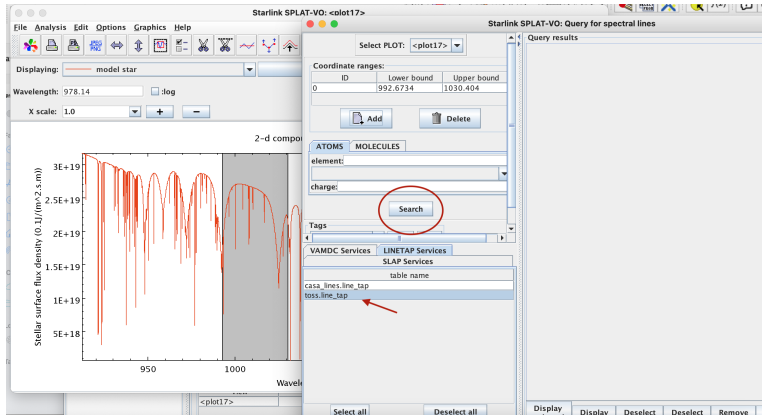 Starlink SPLAT-VO: <plot17>
File Analysis Edit Options Graphics Help
Displaying: model star
Wavelength: 978.14 :log
X scale: 1.0
2-d compo
Stellar surface flux density (0.1J/(m^2.s.m))
3E+19
2.5E+19
2E+19
1.5E+19
1E+19
5E+18
950
1000
Wavel
<plot17>
Starlink SPLAT-VO: Query for spectral lines
Select PLOT: <plot17>
Coordinate ranges:
ID Lower bound Upper bound
0 992.6734 1030.404
Add Delete
ATOMS MOLECULES
element:
charge:
Search
Tags
VAMDC Services LINETAP Services
SLAP Services
table name
casa_lines.line_tap
toss.line_tap
Select all Deselect all
Query results
Display Display Deselect Deselect Remove